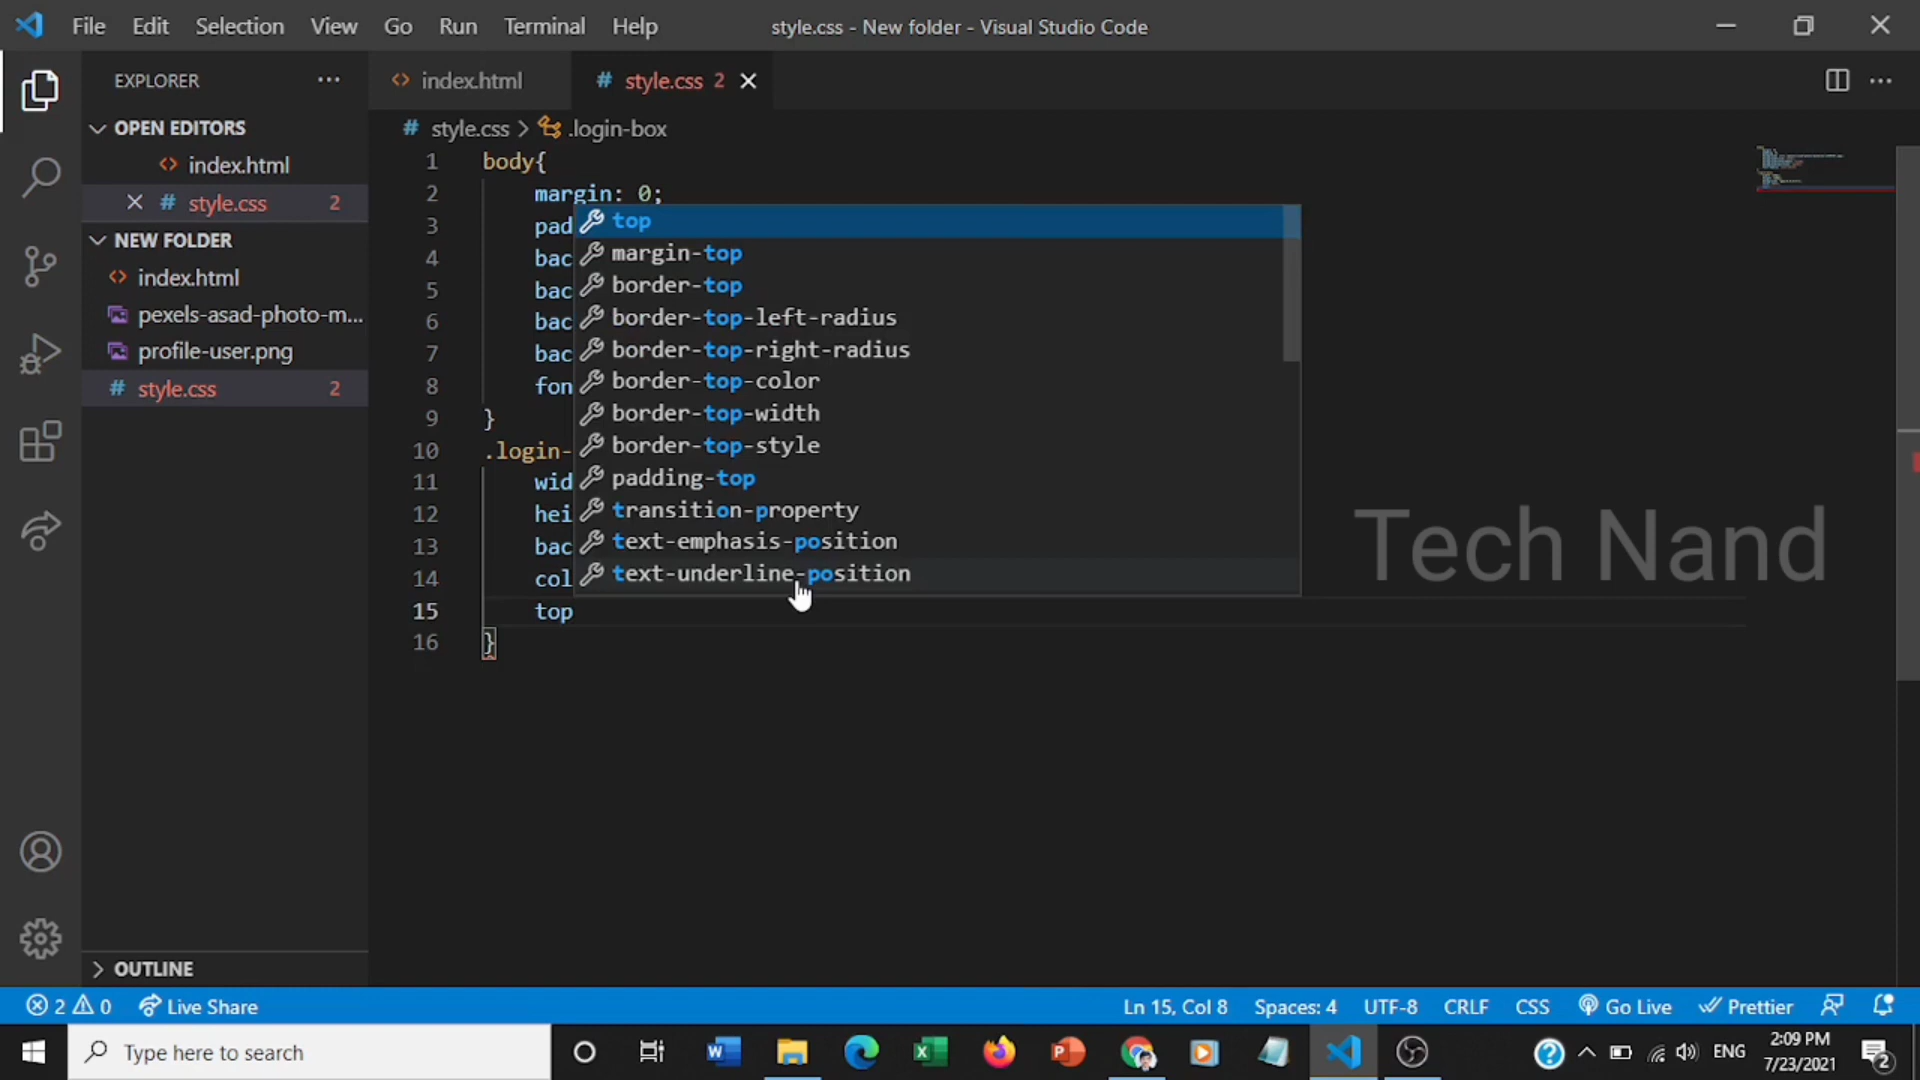 File Edit Selection View Go Run Terminal Help
style.css - New folder - Visual Studio Code
EXPLORER
OPEN EDITORS
index.html
style.css 2
NEW FOLDER
index.html
pexels-asad-photo-m...
profile-user.png
style.css 2
OUTLINE
index.html
style.css 2
style.css > .login-box
1 body{
2 margin: 0;
3 pad
4 bac
5 bac
6 bac
7 bac
8 fon
9 }
10 .login-
11 wid
12 hei
13 bac
14 col
15 top
16 }
top
margin-top
border-top
border-top-left-radius
border-top-right-radius
border-top-color
border-top-width
border-top-style
padding-top
transition-property
text-emphasis-position
text-underline-position
Tech Nand
2 0 Live Share
Ln 15, Col 8 Spaces: 4 UTF-8 CRLF CSS Go Live Prettier
Type here to search
ENG
2:09 PM
7/23/2021
2